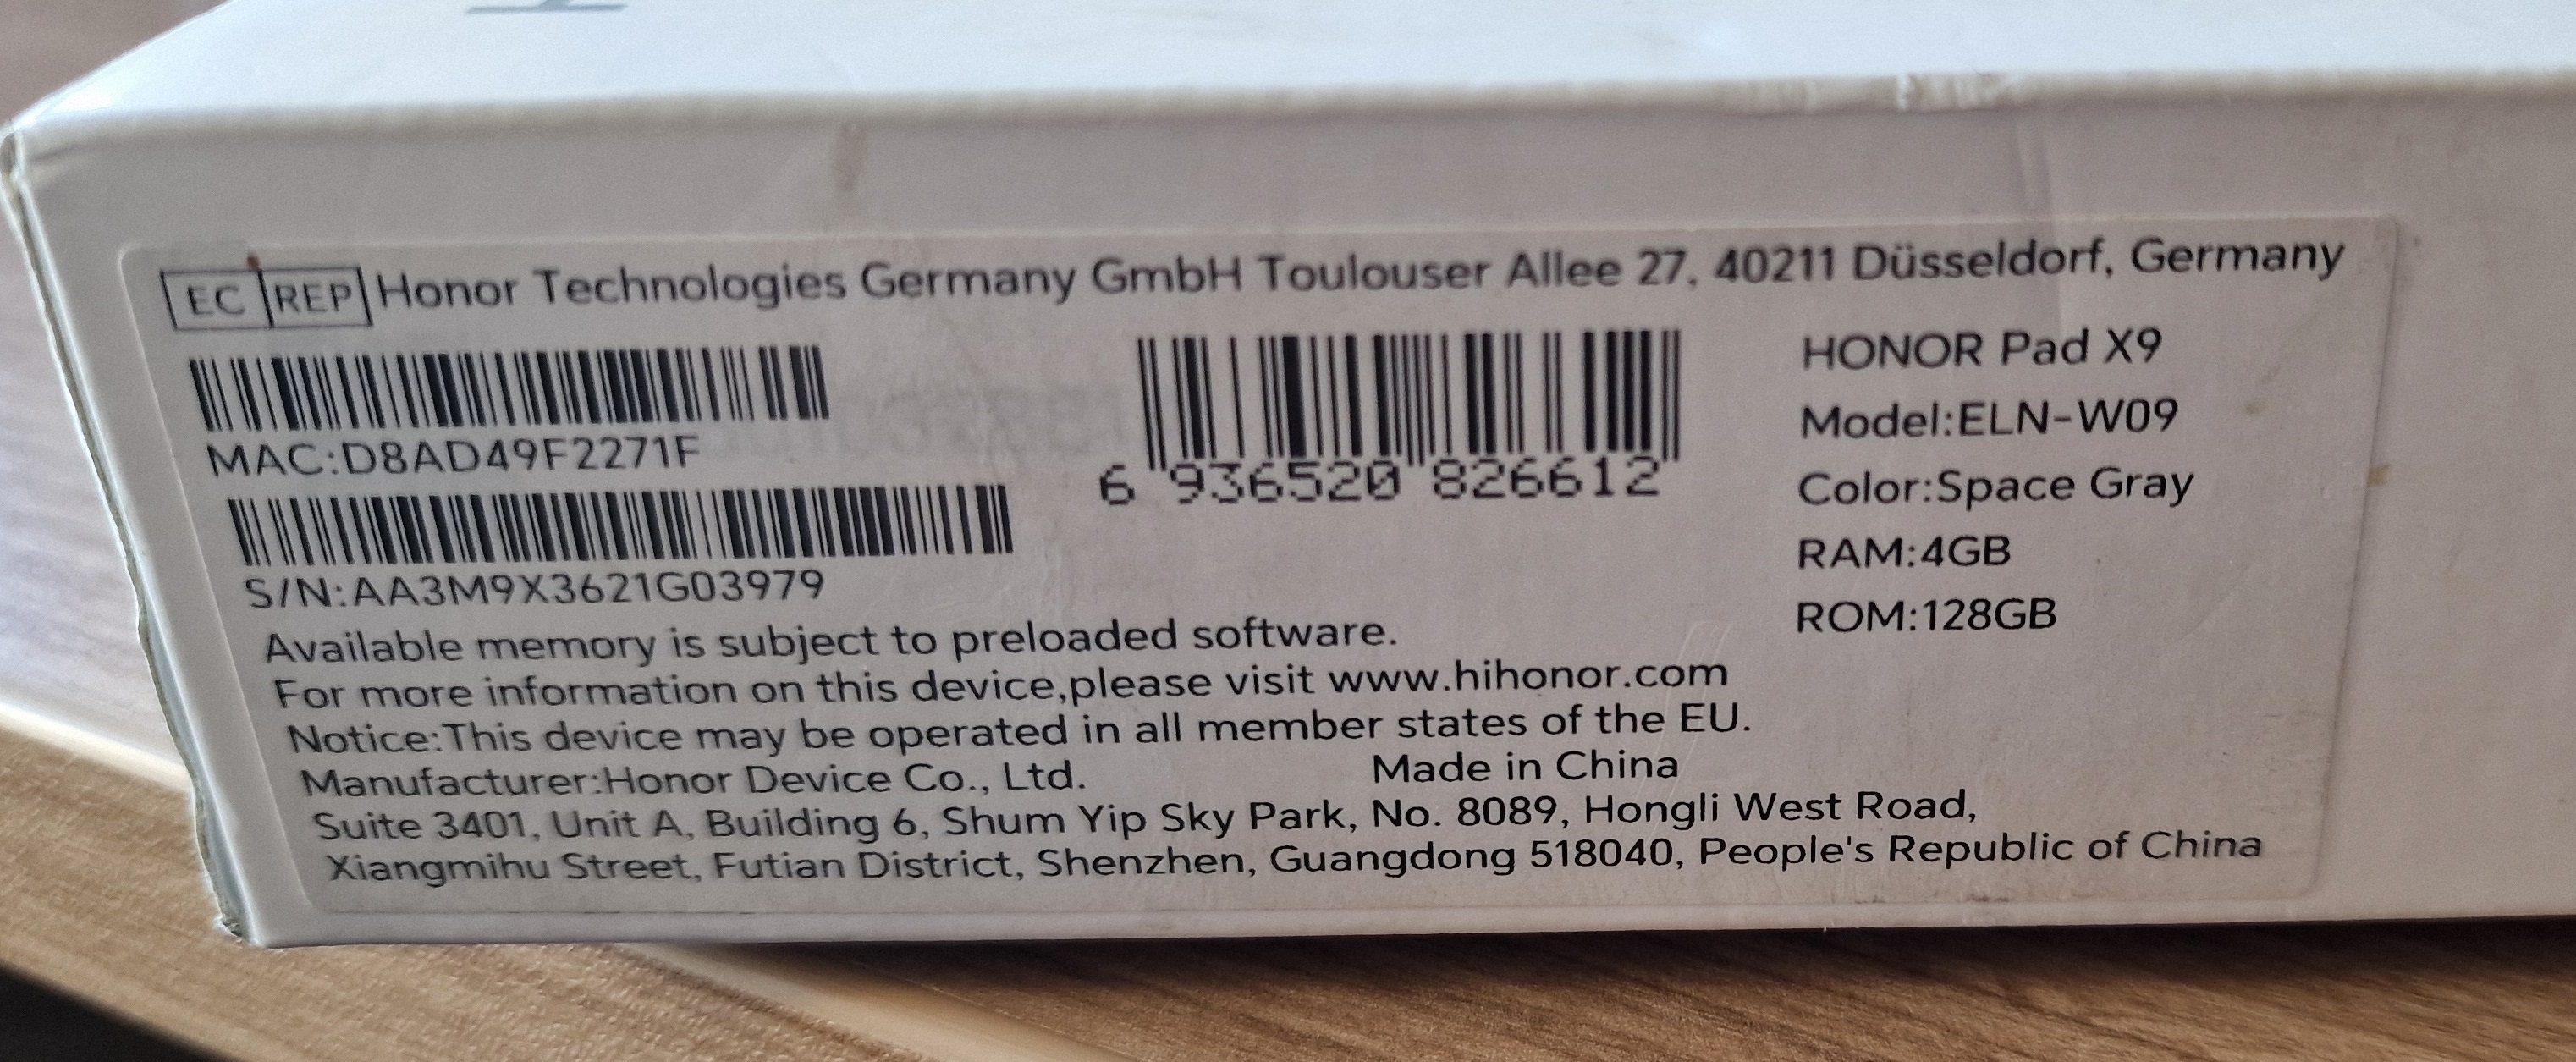 EC REP Honor Technologies Germany GmbH Toulouser Allee 27, 40211 Düsseldorf, Germany
MAC:D8AD49F2271F
S/N:AA3M9X3621G03979
6 936520 826612
HONOR Pad X9
Model:ELN-W09
Color:Space Gray
RAM:4GB
ROM:128GB
Available memory is subject to preloaded software.
For more information on this device,please visit www.hihonor.com
Notice:This device may be operated in all member states of the EU.
Manufacturer:Honor Device Co., Ltd. Made in China
Suite 3401, Unit A, Building 6, Shum Yip Sky Park, No. 8089, Hongli West Road,
Xiangmihu Street, Futian District, Shenzhen, Guangdong 518040, People's Republic of China